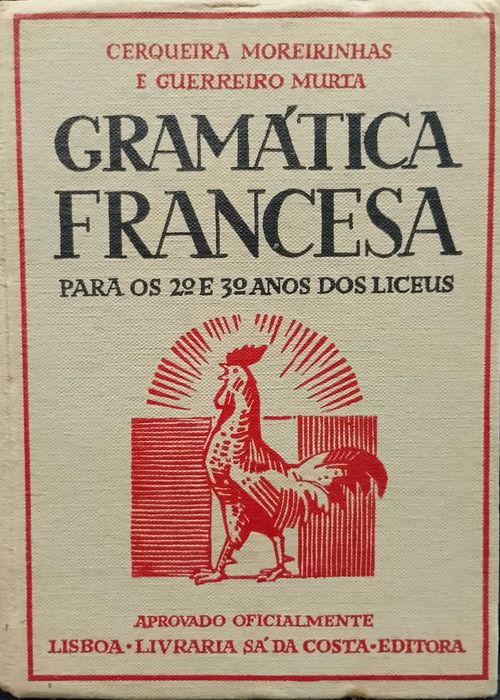 CERQUEIRA MOREIRINHAS
E GUERREIRO MURTA
GRAMÁTICA
FRANCESA
PARA OS 2º E 3º ANOS DOS LICEUS
APROVADO OFICIALMENTE
LISBOA · LIVRARIA SÁ DA COSTA · EDITORA